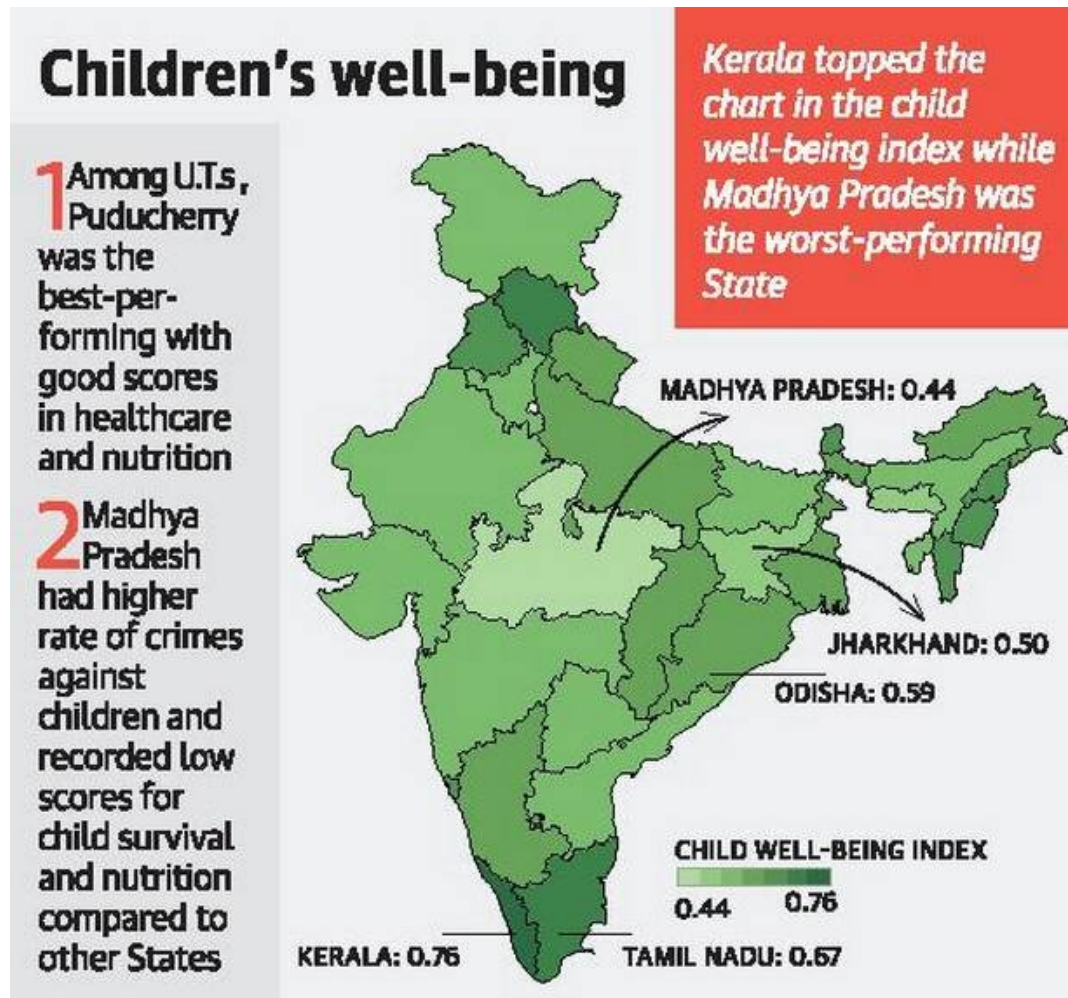 Children's well-being
Kerala topped the
chart in the child
well-being index while
Madhya Pradesh was
the worst-performing
State
1 Among U.T.s,
Puducherry
was the
best-per-
forming with
good scores
in healthcare
and nutrition
2 Madhya
Pradesh
had higher
rate of crimes
against
children and
recorded low
scores for
child survival
and nutrition
compared to
other States
MADHYA PRADESH: 0.44
JHARKHAND: 0.50
ODISHA: 0.59
CHILD WELL-BEING INDEX
0.44 0.76
KERALA: 0.76
TAMIL NADU: 0.67